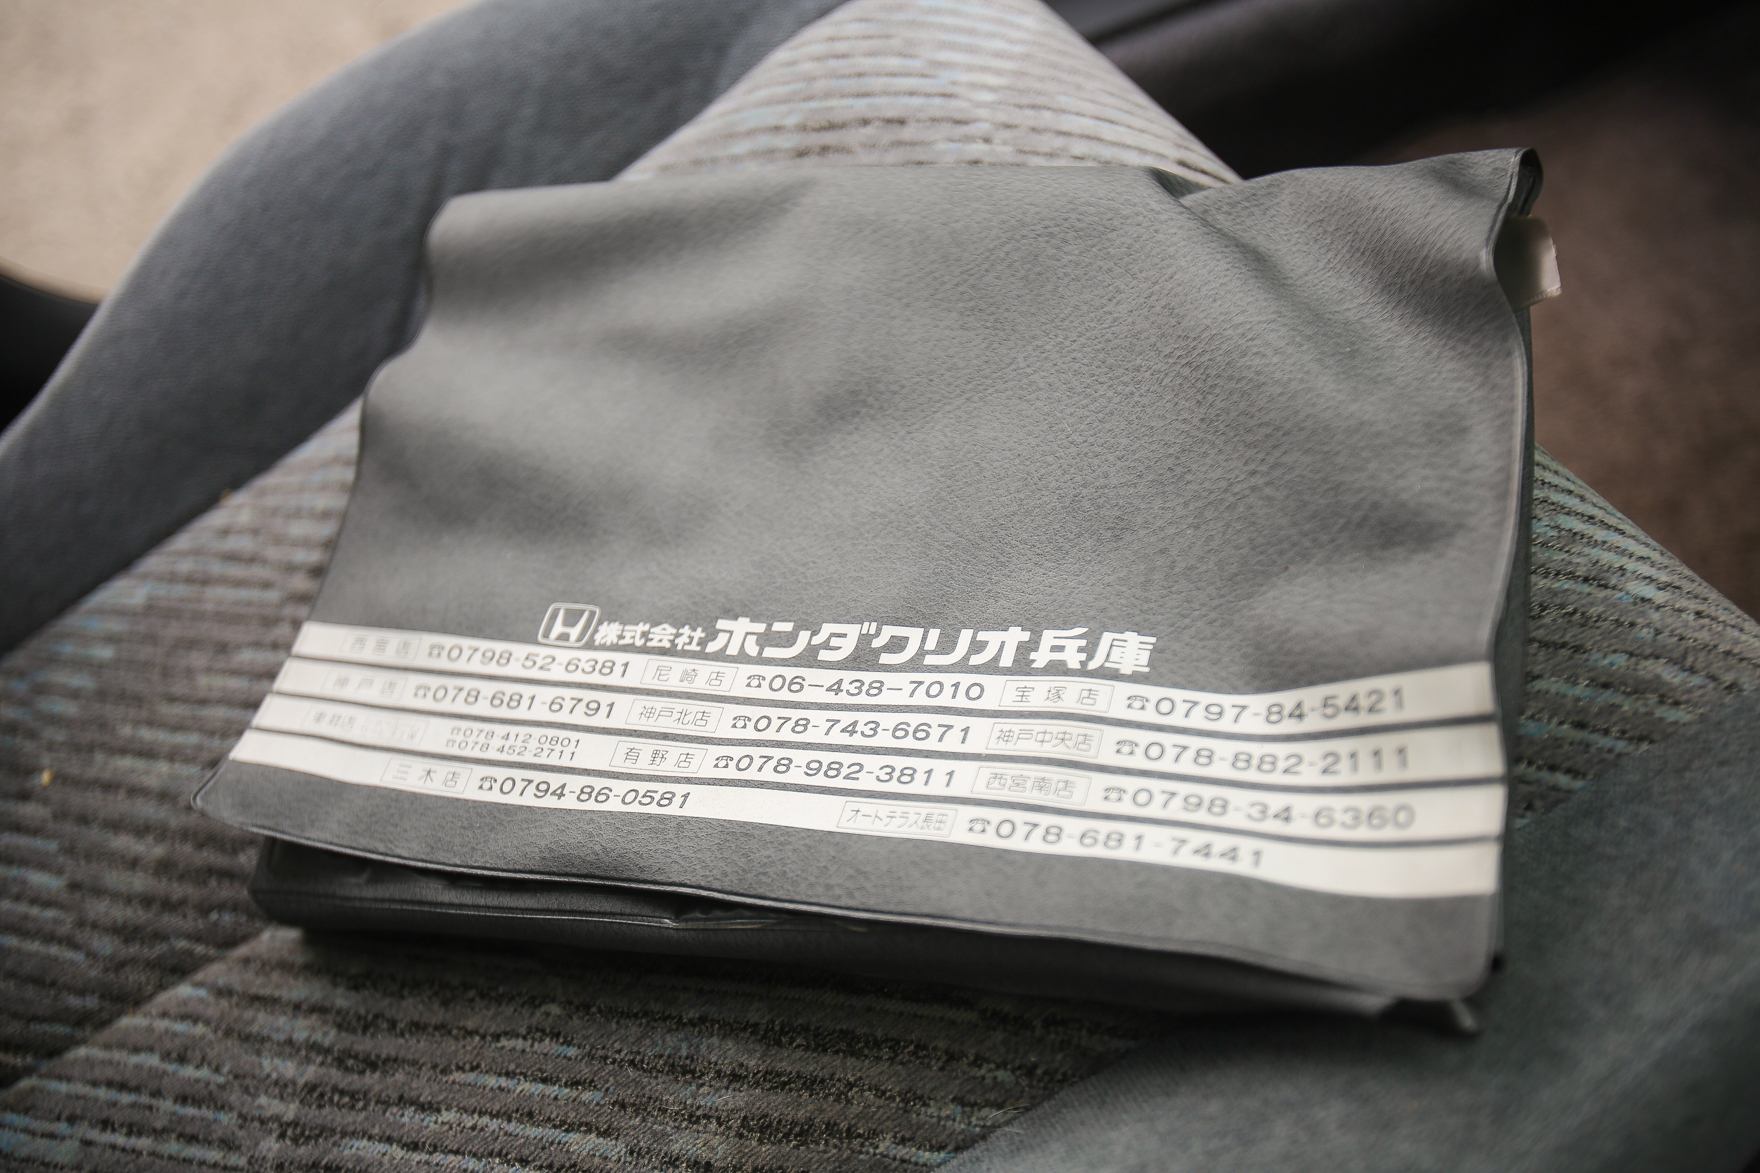 株式会社ホンダクリオ兵庫
西宮店 ☎0798-52-6381 尼崎店 ☎06-438-7010 宝塚店 ☎0797-84-5421
神戸店 ☎078-681-6791 神戸北店 ☎078-743-6671 神戸中央店 ☎078-882-2111
☎078-412-0801
☎078-452-2711
有野店 ☎078-982-3811 西宮南店 ☎0798-34-6360
三木店 ☎0794-86-0581 オートテラス長田 ☎078-681-7441